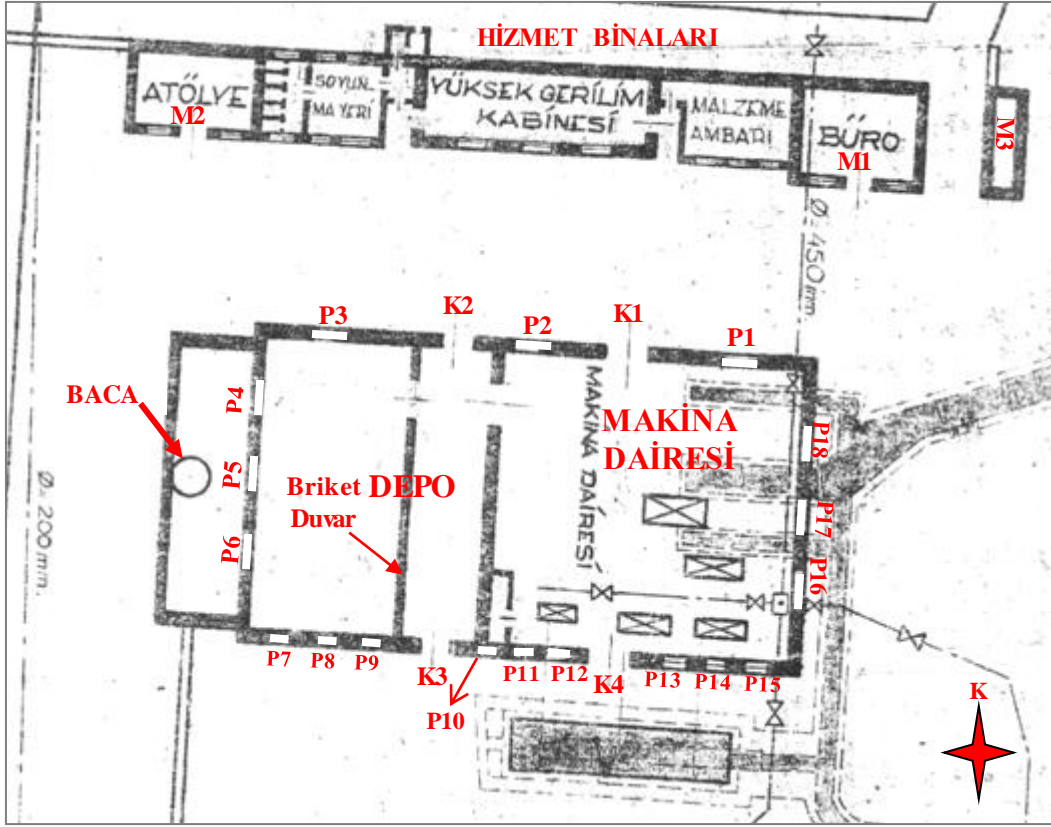 HİZMET BİNALARI
ATÖLVE
M2
SOYUN_
MA YERİ
YÜKSEK GERİLİM
KABİNESİ
MALZEME
AMBARI
BÜRO
M1
M3
Ø. 450 mm.
P3
K2
P2
K1
P1
BACA
P4
P5
P6
Briket DEPO
Duvar
MAKİNA DAİRESİ
MAKİNA
DAİRESİ
P18
P17
P16
Ø. 200 mm.
P7
P8
P9
K3
P10
P11
P12
K4
P13
P14
P15
K